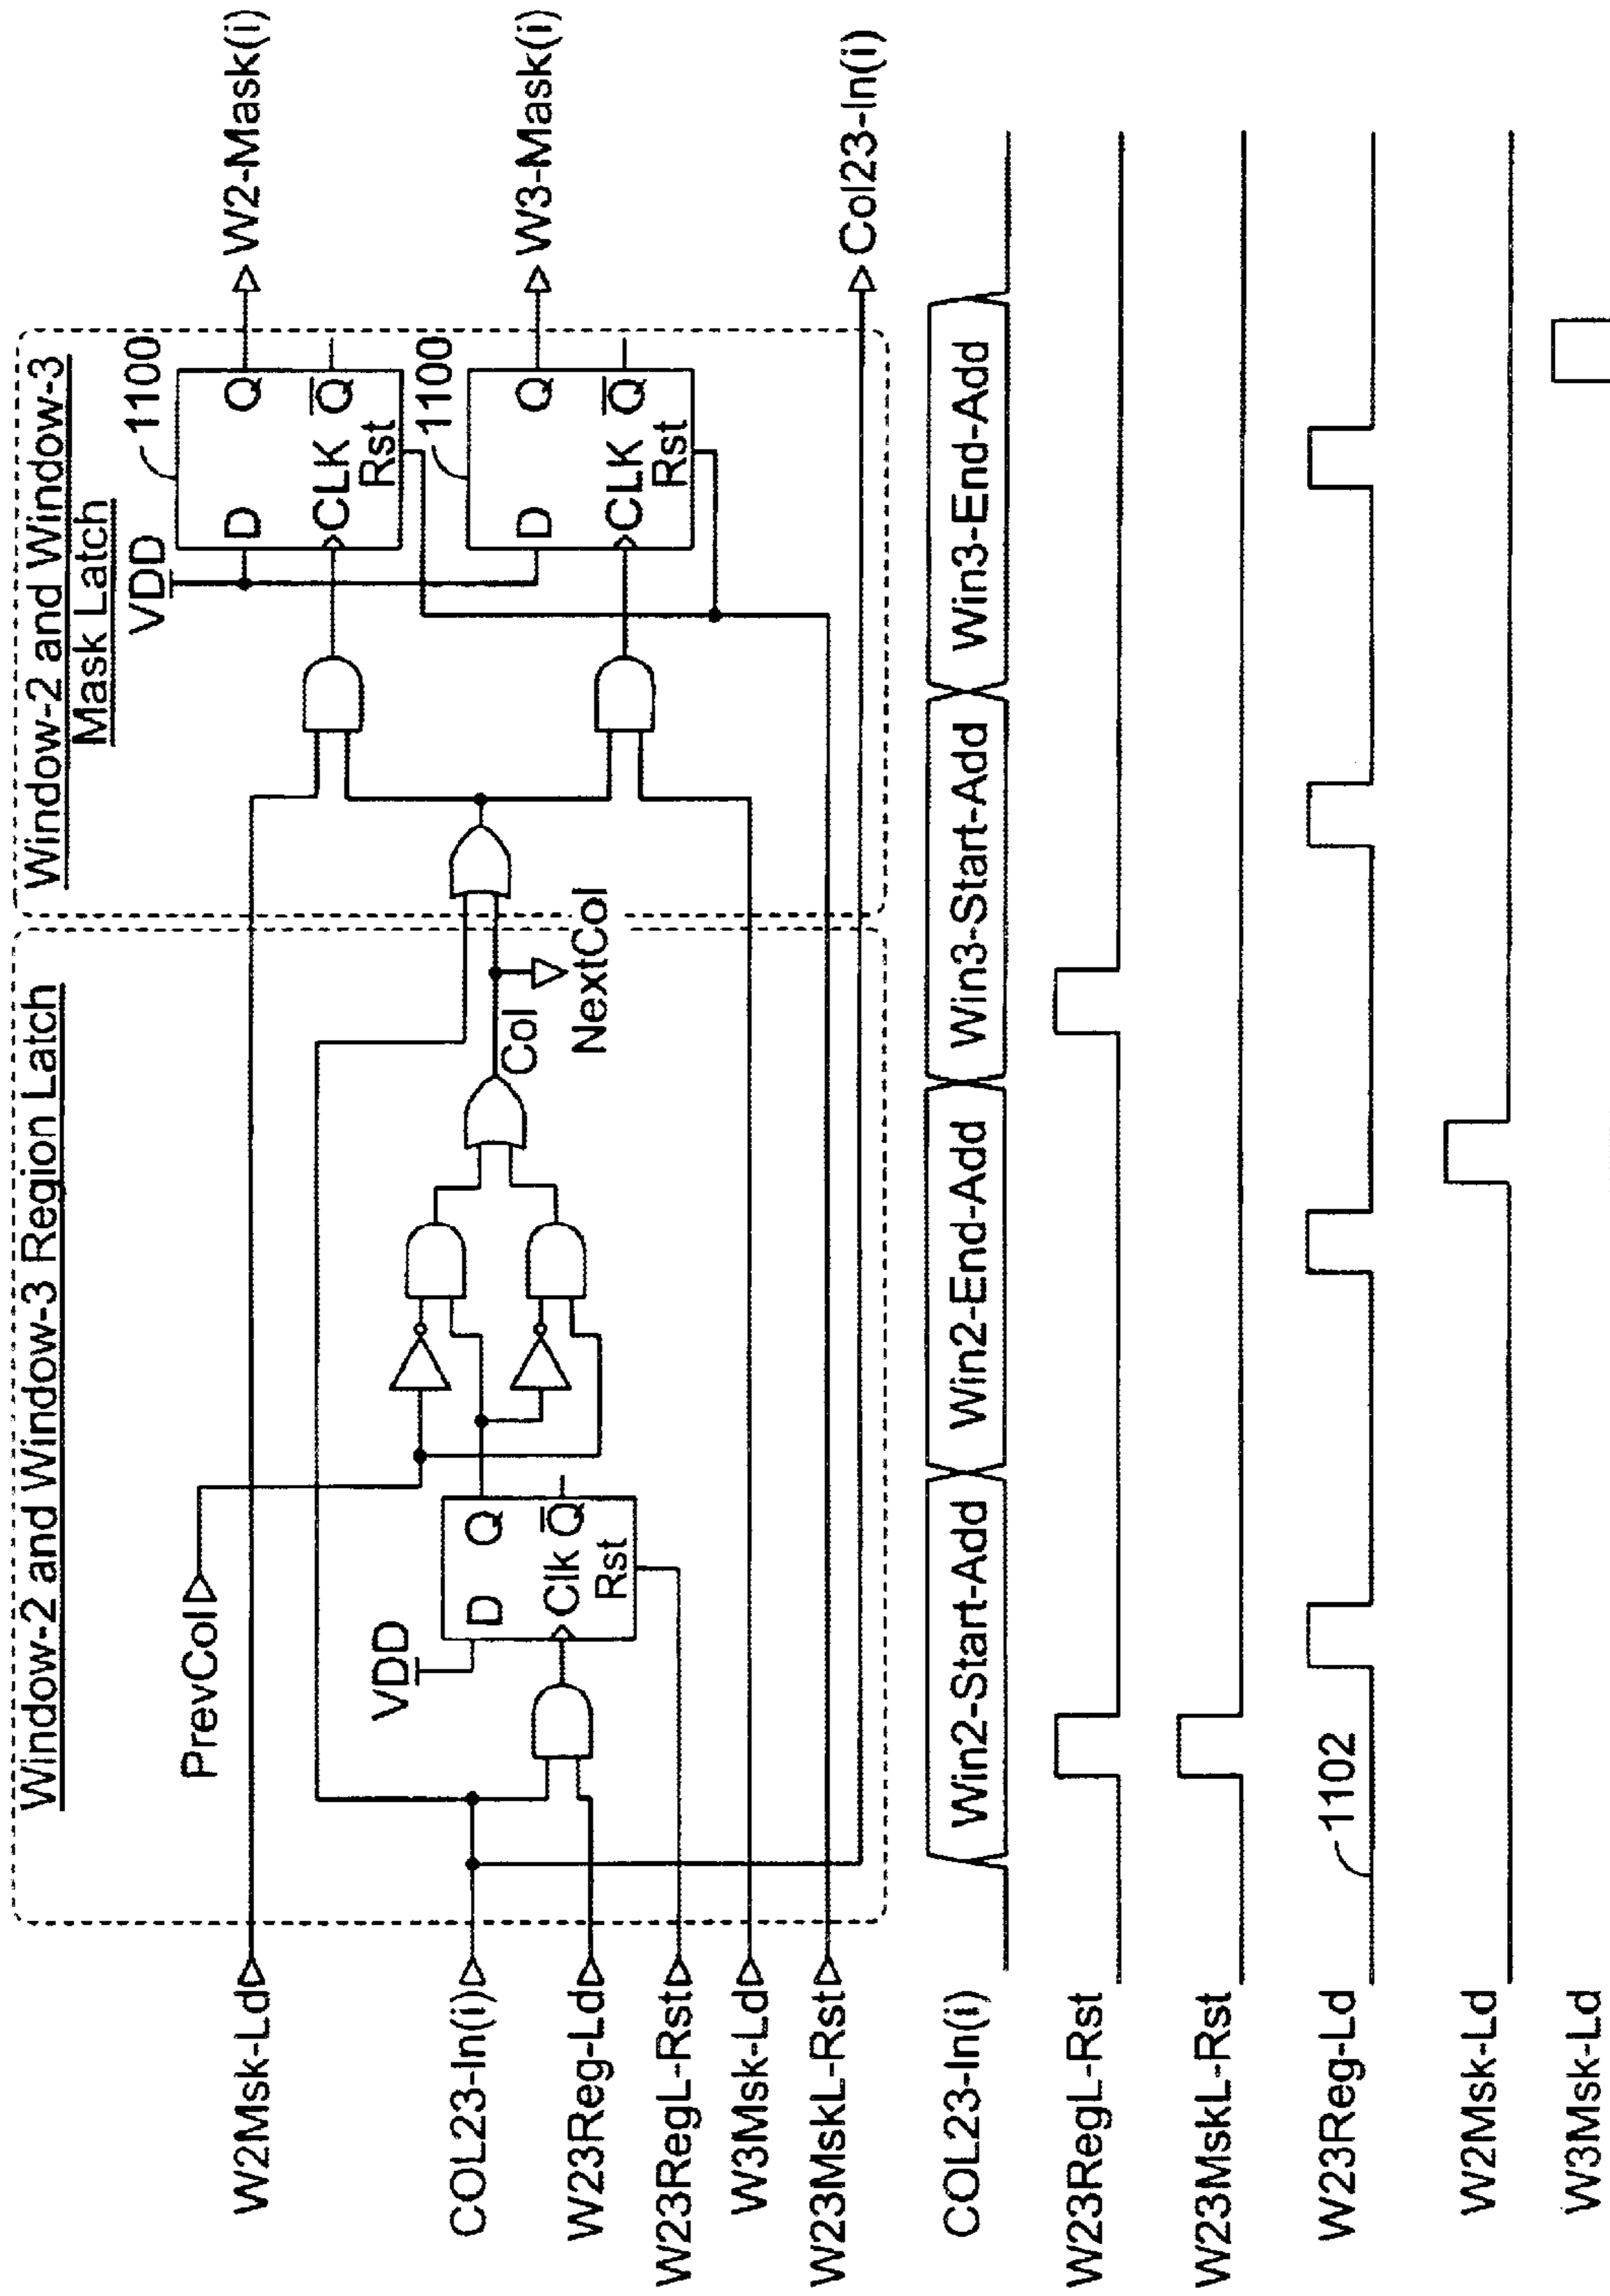 Window-2 and Window-3 Region Latch
Window-2 and Window-3
Mask Latch
PrevCol
W2Msk-Ld
COL23-In(i)
W23Reg-Ld
W23RegL-Rst
W3Msk-Ld
W23MskL-Rst
VDD
D
Q
Clk
Q
Rst
Col
NextCol
VDD
1100
D
Q
CLK
Q
Rst
1100
D
Q
CLK
Q
Rst
W2-Mask(i)
W3-Mask(i)
Col23-In(i)
COL23-In(i)
Win2-Start-Add
Win2-End-Add
Win3-Start-Add
Win3-End-Add
W23RegL-Rst
W23MskL-Rst
W23Reg-Ld
1102
W2Msk-Ld
W3Msk-Ld